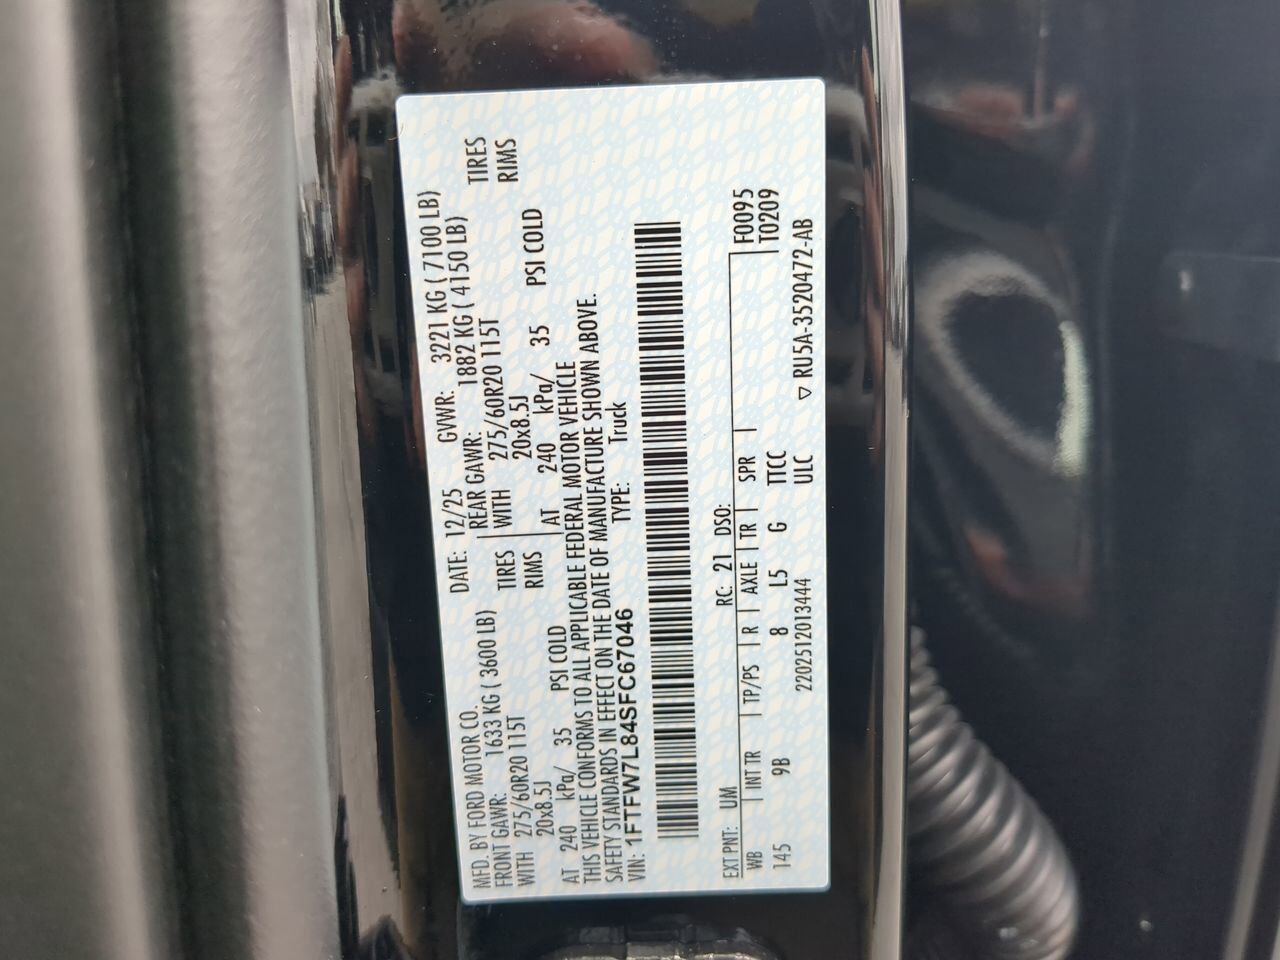 MFD. BY FORD MOTOR CO. DATE: 12/25 GVWR: 3221 KG ( 7100 LB)
FRONT GAWR: 1633 KG ( 3600 LB) REAR GAWR: 1882 KG ( 4150 LB)
WITH 275/60R20 115T TIRES WITH 275/60R20 115T TIRES
20x8.5J RIMS 20x8.5J RIMS
AT 240 kPa/ 35 PSI COLD AT 240 kPa/ 35 PSI COLD
THIS VEHICLE CONFORMS TO ALL APPLICABLE FEDERAL MOTOR VEHICLE
SAFETY STANDARDS IN EFFECT ON THE DATE OF MANUFACTURE SHOWN ABOVE.
VIN: 1FTFW7L84SFC67046 TYPE: Truck
EXT PNT: UM RC: 21 DSO: F0095
WB INT TR TP/PS R AXLE TR SPR T0209
145 9B 8 L5 G TTCC
2202512013444 ULC ▽ RU5A-3520472-AB